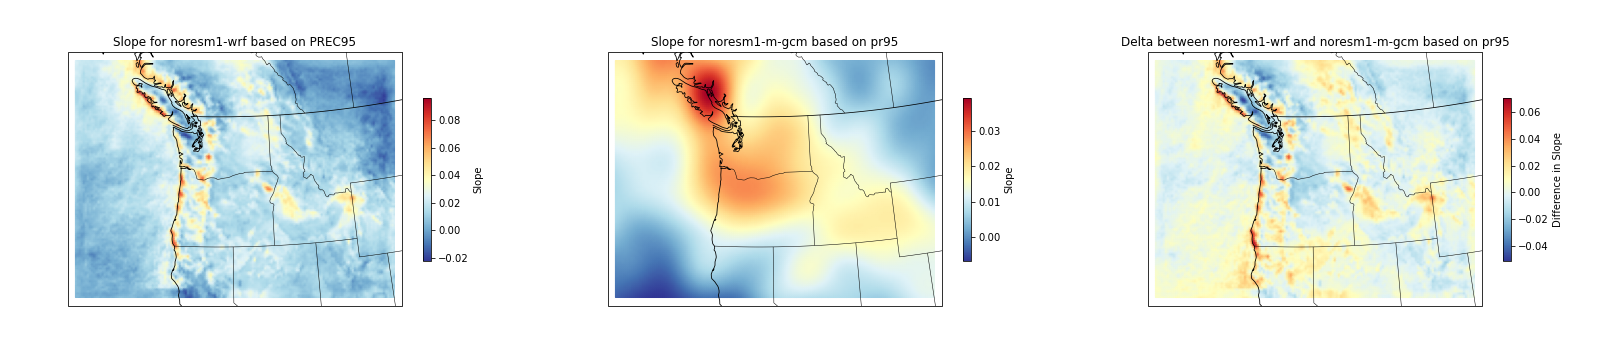 Slope for noresm1-wrf based on PREC95
0.08
0.06
0.04
0.02
0.00
−0.02
Slope
Slope for noresm1-m-gcm based on pr95
0.03
0.02
0.01
0.00
Slope
Delta between noresm1-wrf and noresm1-m-gcm based on pr95
0.06
0.04
0.02
0.00
−0.02
−0.04
Difference in Slope